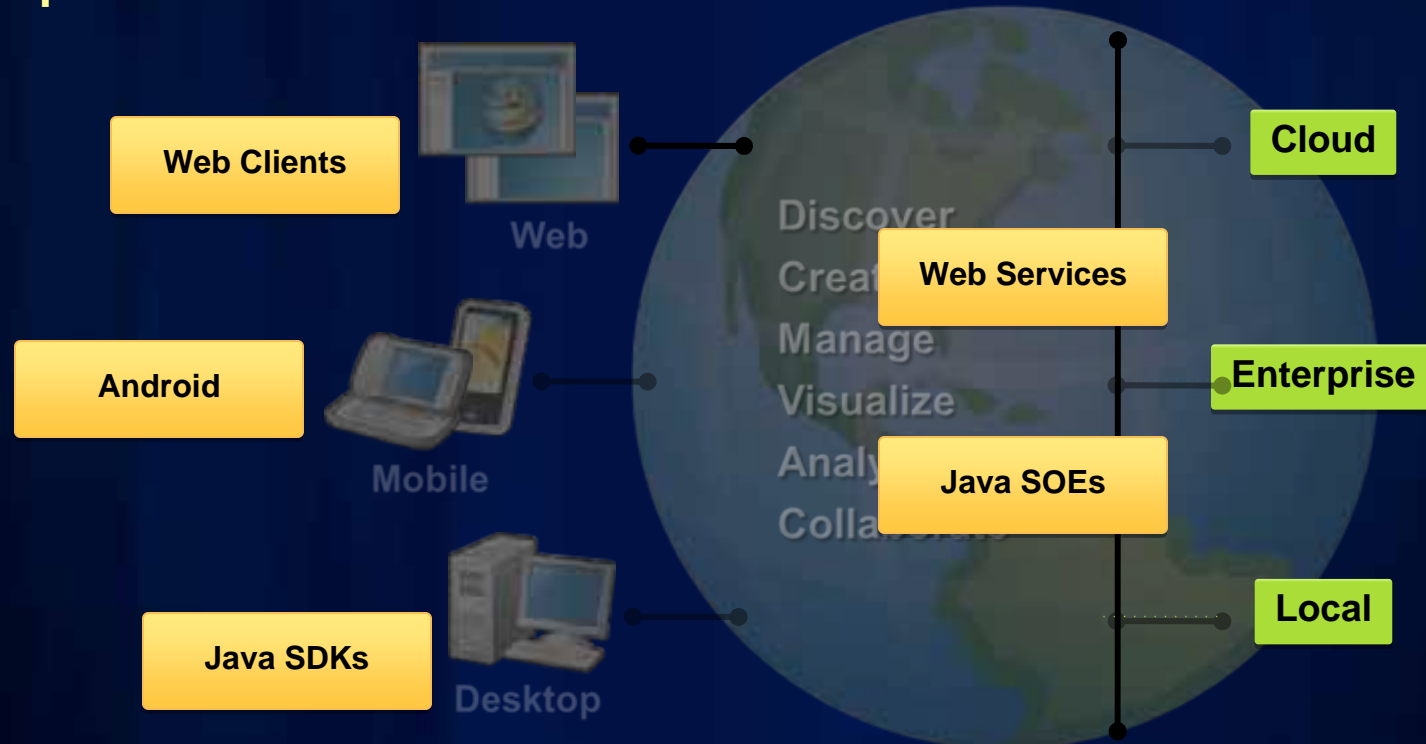 Web Clients
Web
Android
Mobile
Java SDKs
Desktop
Discover
Manage
Visualize
Web Services
Java SOEs
Cloud
Enterprise
Local